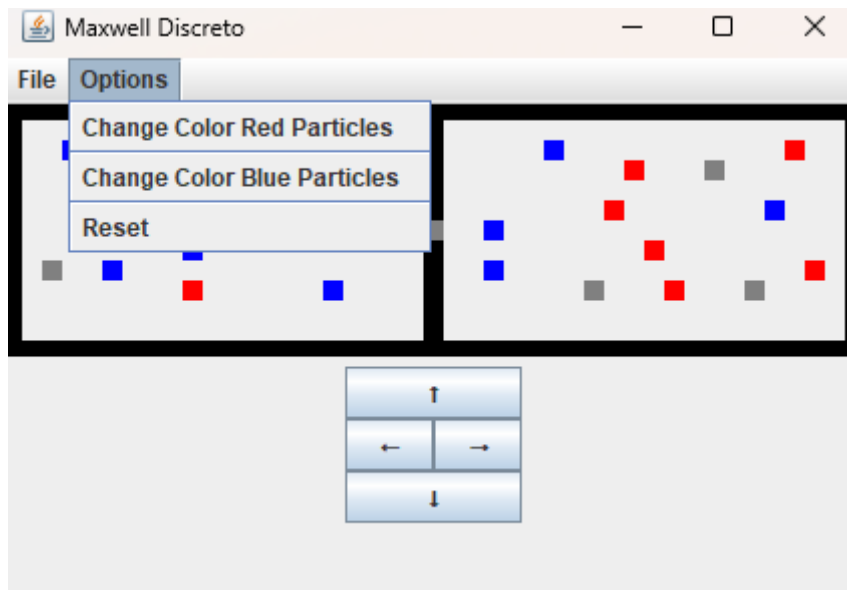 Maxwell Discreto
File Options
Change Color Red Particles
Change Color Blue Particles
Reset
↑
← →
↓